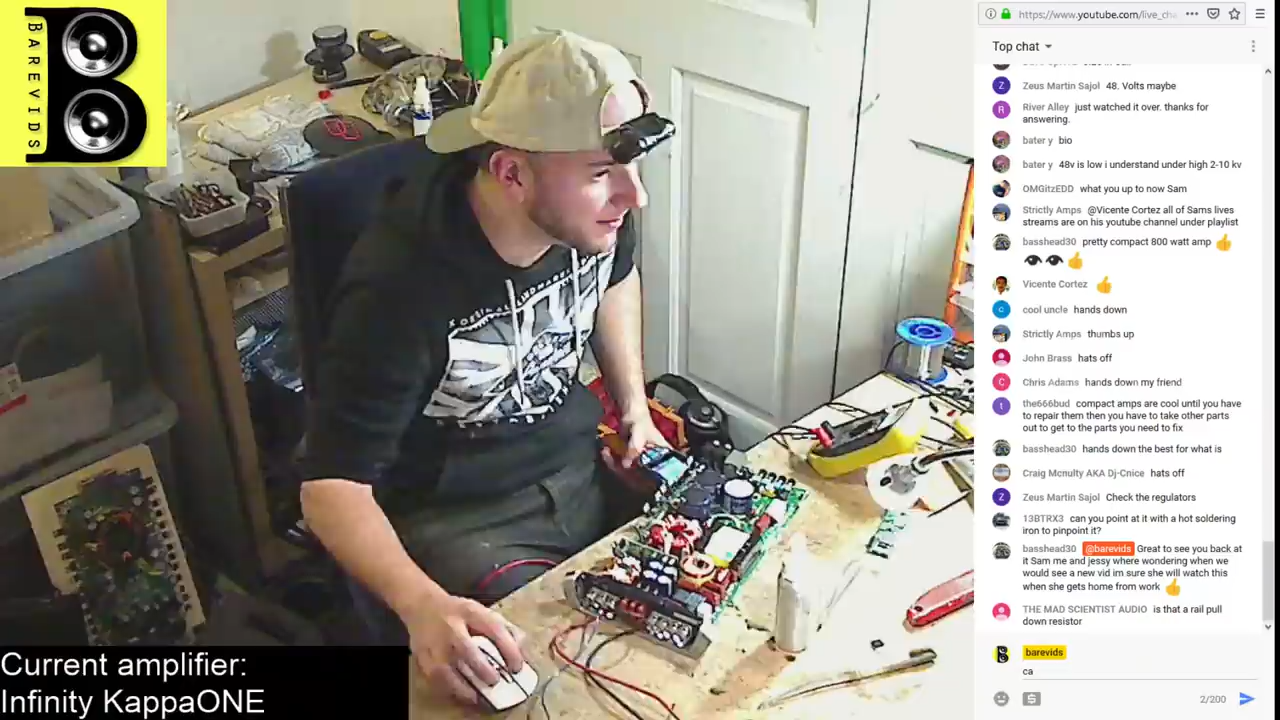 BAREVIDS
https://www.youtube.com/live_cha
Top chat
Zeus Martin Sajol 48. Volts maybe
River Alley just watched it over. thanks for
answering.
bater y bio
bater y 48v is low i understand under high 2-10 kv
OMGitzEDD what you up to now Sam
Strictly Amps @Vicente Cortez all of Sams lives
streams are on his youtube channel under playlist
basshead30 pretty compact 800 watt amp 👍
👁👁👍
Vicente Cortez 👍
cool uncle hands down
Strictly Amps thumbs up
John Brass hats off
Chris Adams hands down my friend
the666bud compact amps are cool until you have
to repair them then you have to take other parts
out to get to the parts you need to fix
basshead30 hands down the best for what is
Craig Mcnulty AKA Dj-Cnice hats off
Zeus Martin Sajol Check the regulators
13BTRX3 can you point at it with a hot soldering
iron to pinpoint it?
basshead30 @barevids Great to see you back at
it Sam me and jessy where wondering when we
would see a new vid im sure she will watch this
when she gets home from work 👍
THE MAD SCIENTIST AUDIO is that a rail pull
down resistor
barevids
ca
2/200
Current amplifier:
Infinity KappaONE